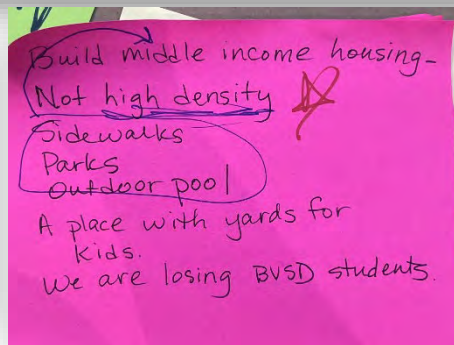 Build middle income housing-
Not high density
Sidewalks
Parks
Outdoor pool
A place with yards for
kids.
We are losing BVSD students.